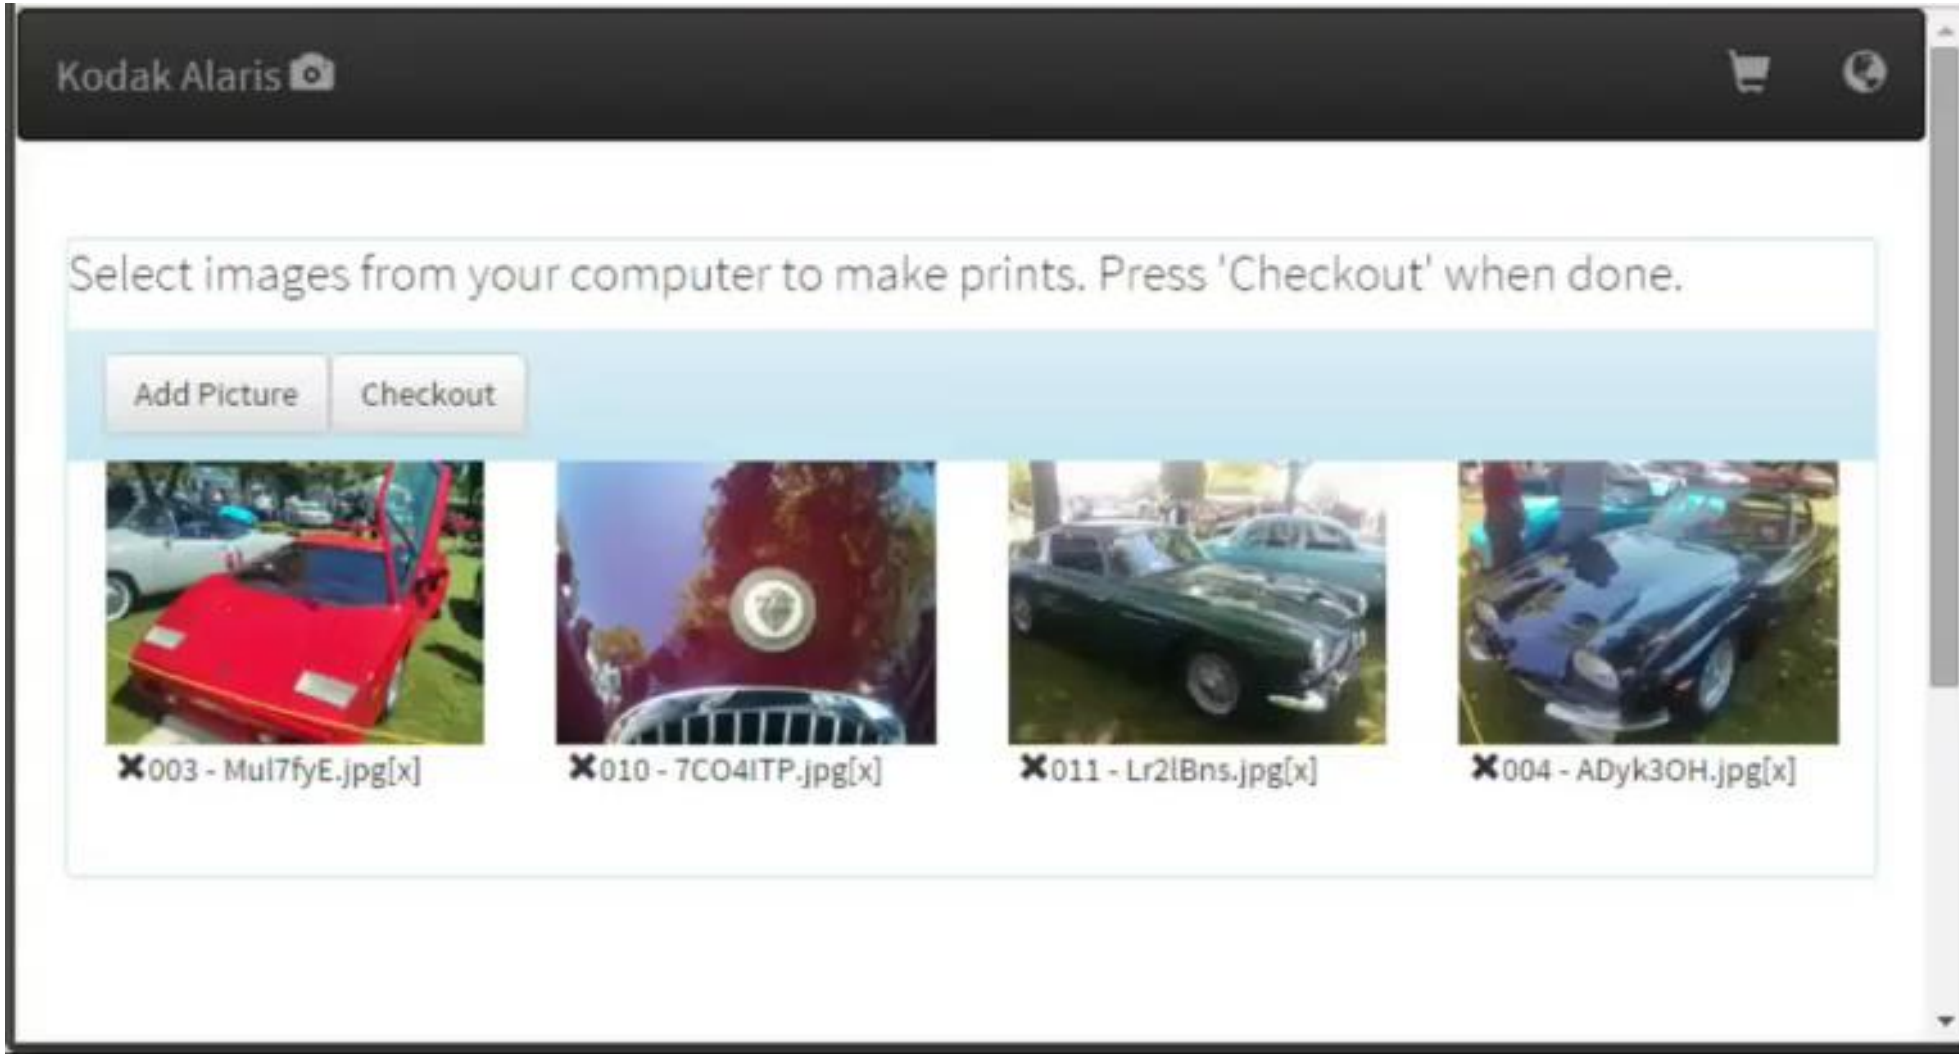 Kodak Alaris
Select images from your computer to make prints. Press 'Checkout' when done.
Add Picture Checkout
003 - Mul7fyE.jpg[x] 010 - 7CO4ITP.jpg[x] 011 - Lr2lBns.jpg[x] 004 - ADyk3OH.jpg[x]